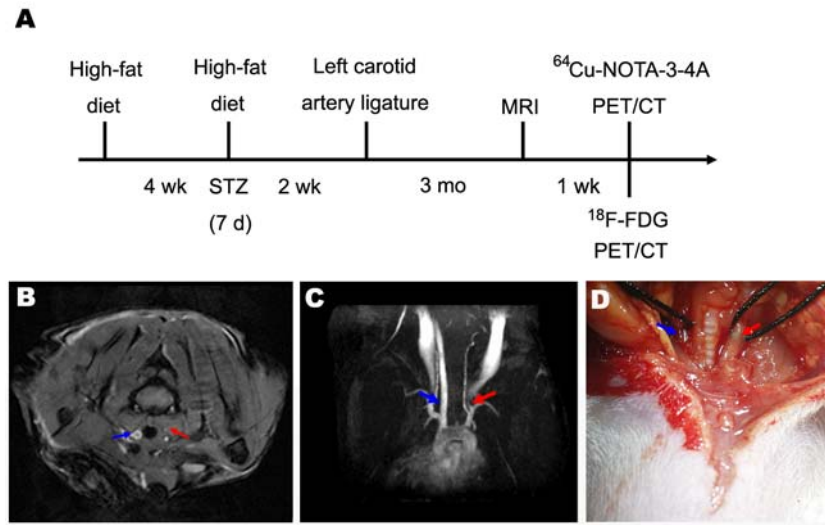 A
High-fat
diet
High-fat
diet
Left carotid
artery ligature
MRI
⁶⁴Cu-NOTA-3-4A
PET/CT
4 wk
STZ
(7 d)
2 wk
3 mo
1 wk
¹⁸F-FDG
PET/CT
B
C
D